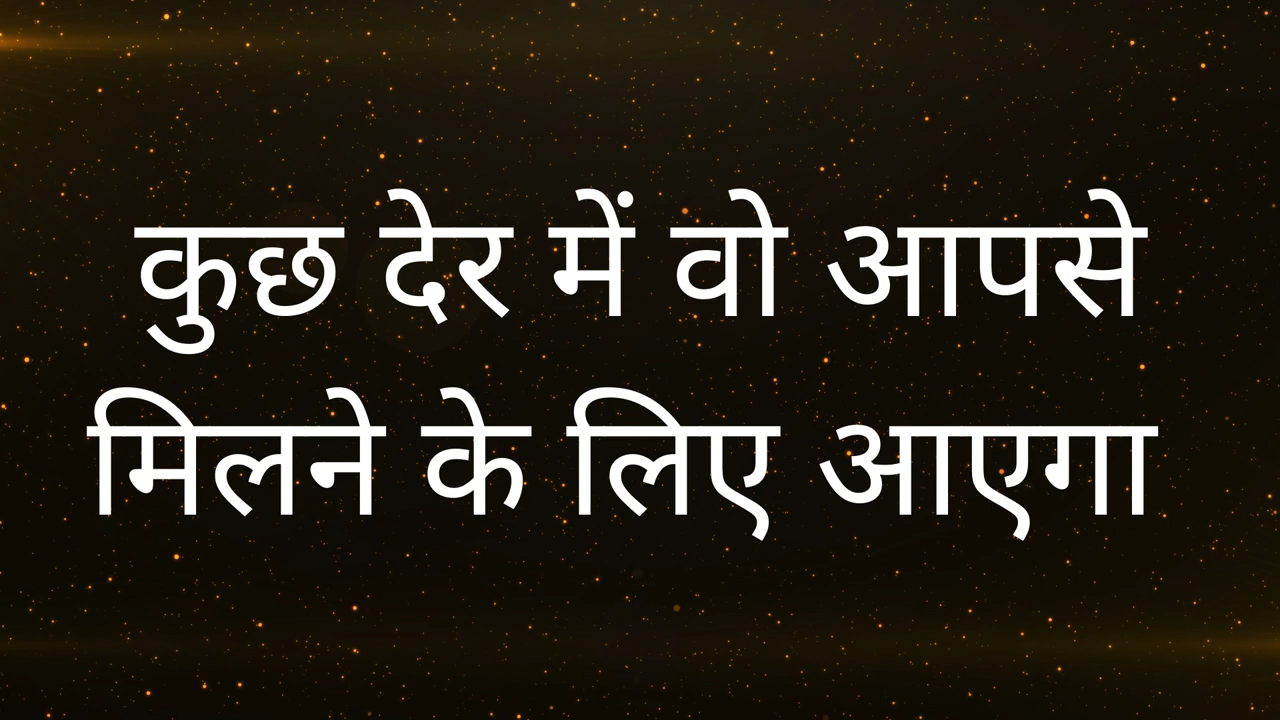 कुछ देर में वो आपसे
मिलने के लिए आएगा